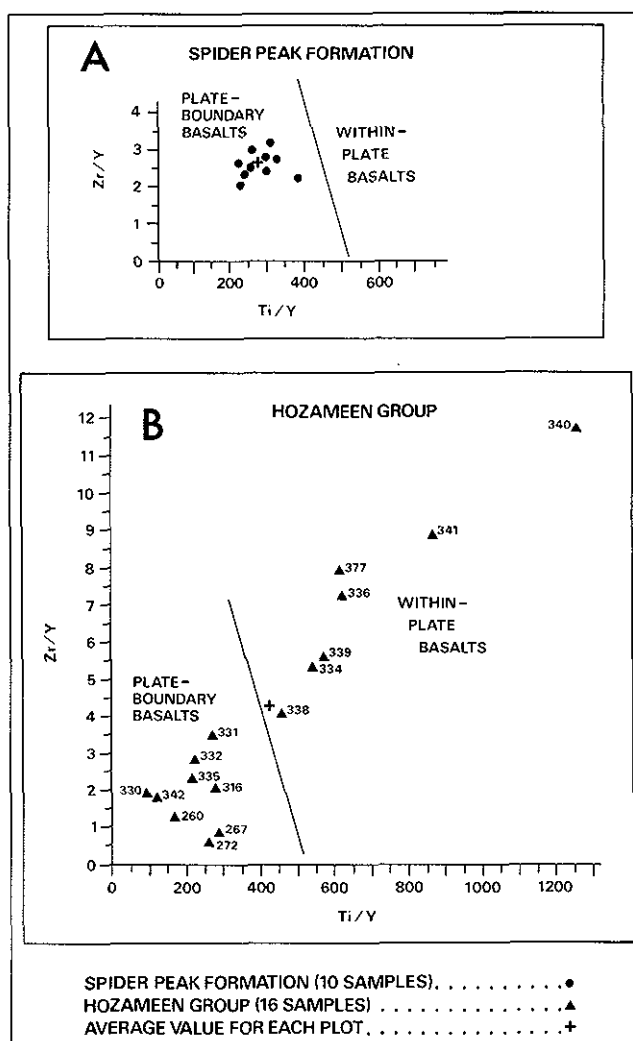 A
SPIDER PEAK FORMATION
PLATE-
BOUNDARY
BASALTS
WITHIN-
PLATE
BASALTS
Zr/Y
4
3
2
1
0
0 200 400 600
Ti/Y
B
HOZAMEEN GROUP
12
11
10
9
8
7
6
5
4
3
2
1
0
Zr/Y
340
341
377
336
WITHIN-
PLATE
BASALTS
339
334
338
PLATE-
BOUNDARY
BASALTS
331
332
335
316
330
342
260
267
272
0 200 400 600 800 1000 1200
Ti/Y
SPIDER PEAK FORMATION (10 SAMPLES) . . . . . . . . . ●
HOZAMEEN GROUP (16 SAMPLES) . . . . . . . . . . . . . . ▲
AVERAGE VALUE FOR EACH PLOT . . . . . . . . . . . . . +